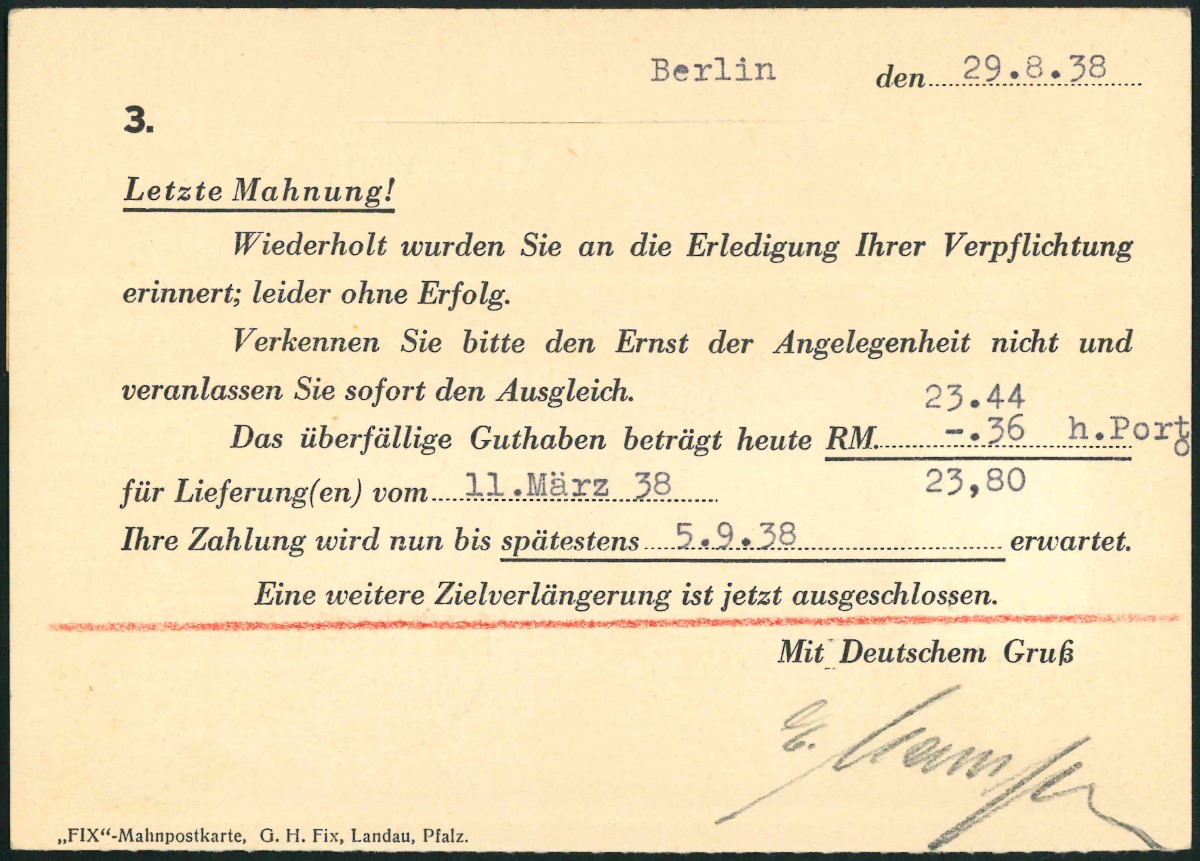 Berlin den 29.8.38
3.
Letzte Mahnung!
Wiederholt wurden Sie an die Erledigung Ihrer Verpflichtung
erinnert; leider ohne Erfolg.
Verkennen Sie bitte den Ernst der Angelegenheit nicht und
veranlassen Sie sofort den Ausgleich.
23.44
Das überfällige Guthaben beträgt heute RM. -.36 h.Porto
für Lieferung(en) vom 11.März 38 23,80
Ihre Zahlung wird nun bis spätestens 5.9.38 erwartet.
Eine weitere Zielverlängerung ist jetzt ausgeschlossen.
Mit Deutschem Gruß
„FIX“-Mahnpostkarte, G. H. Fix, Landau, Pfalz.